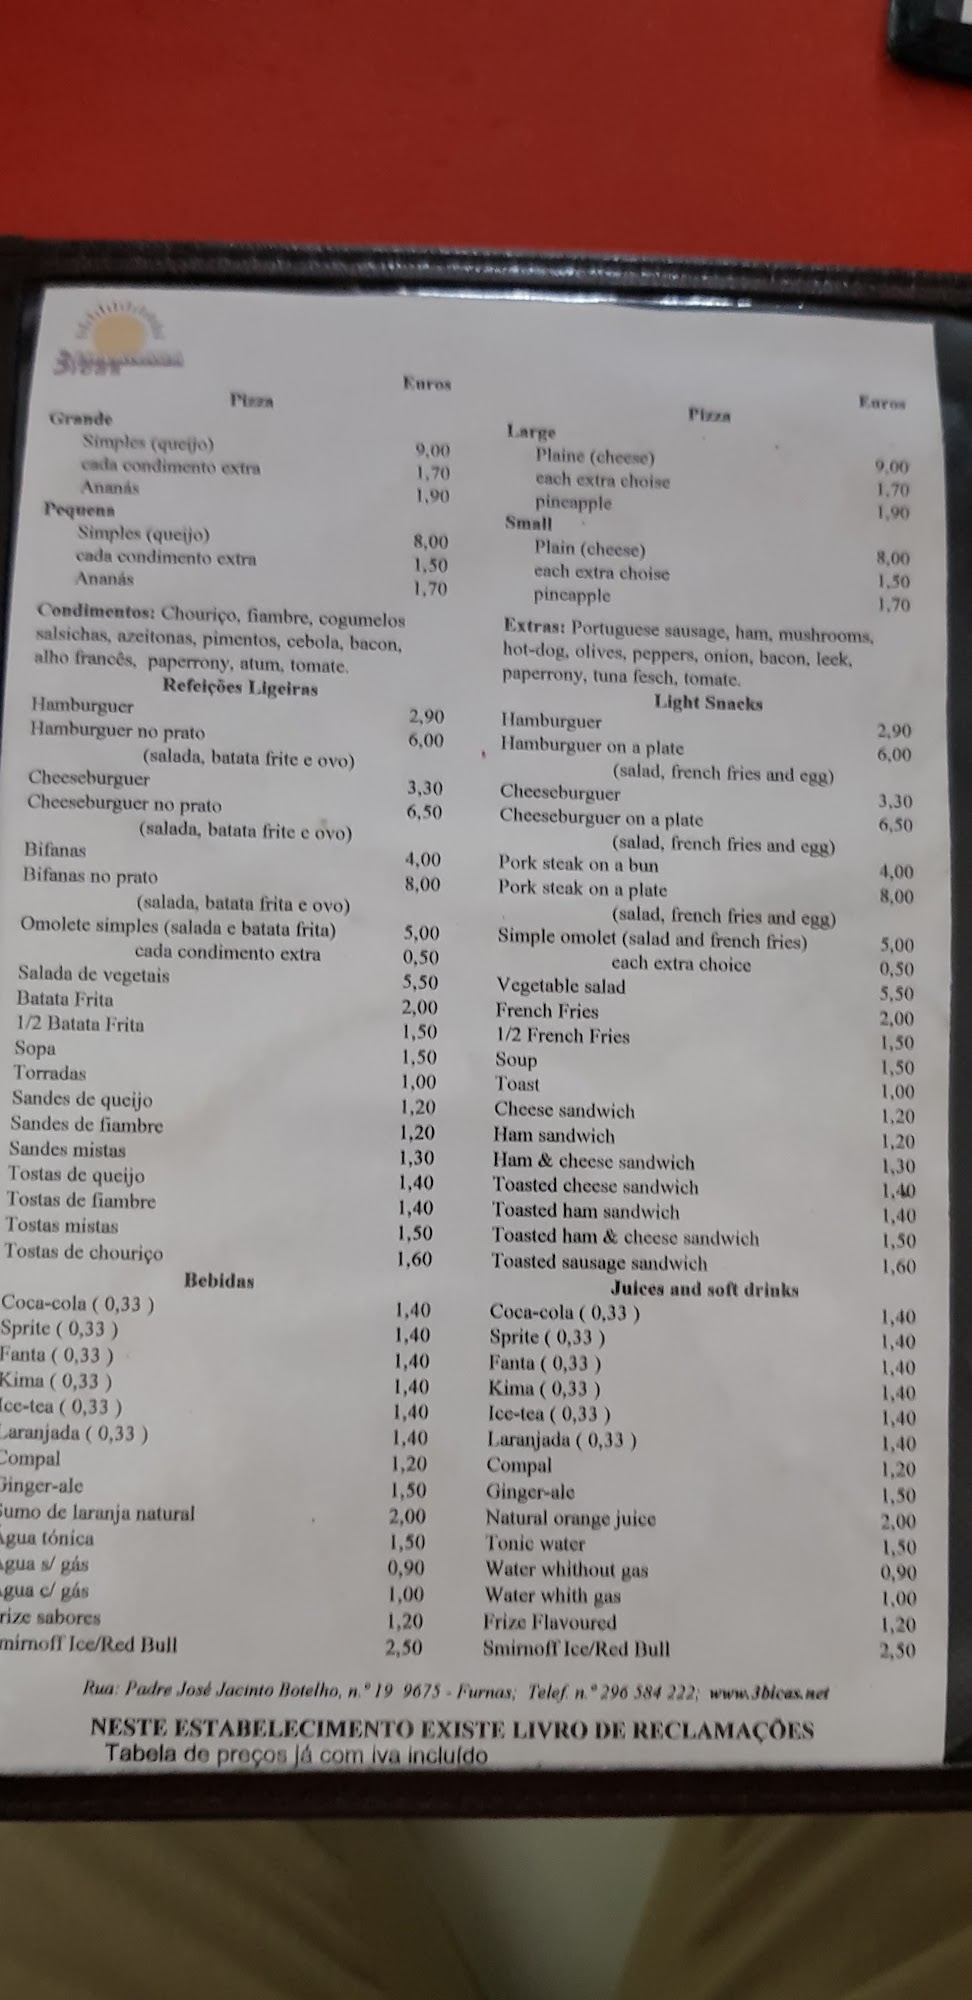 3bicas
Euros
Pizza
Grande
Simples (queijo) 9,00
cada condimento extra 1,70
Ananás 1,90
Pequena
Simples (queijo) 8,00
cada condimento extra 1,50
Ananás 1,70
Condimentos: Chouriço, fiambre, cogumelos
salsichas, azeitonas, pimentos, cebola, bacon,
alho francês, paperrony, atum, tomate.
Refeições Ligeiras
Hamburguer 2,90
Hamburguer no prato 6,00
(salada, batata frite e ovo)
Cheeseburguer 3,30
Cheeseburguer no prato 6,50
(salada, batata frite e ovo)
Bifanas 4,00
Bifanas no prato 8,00
(salada, batata frita e ovo)
Omolete simples (salada e batata frita) 5,00
cada condimento extra 0,50
Salada de vegetais 5,50
Batata Frita 2,00
1/2 Batata Frita 1,50
Sopa 1,50
Torradas 1,00
Sandes de queijo 1,20
Sandes de fiambre 1,20
Sandes mistas 1,30
Tostas de queijo 1,40
Tostas de fiambre 1,40
Tostas mistas 1,50
Tostas de chouriço 1,60
Bebidas
Coca-cola ( 0,33 ) 1,40
Sprite ( 0,33 ) 1,40
Fanta ( 0,33 ) 1,40
Kima ( 0,33 ) 1,40
Ice-tea ( 0,33 ) 1,40
Laranjada ( 0,33 ) 1,40
Compal 1,20
Ginger-ale 1,50
Sumo de laranja natural 2,00
Água tónica 1,50
Água s/ gás 0,90
Água c/ gás 1,00
rize sabores 1,20
mirnoff Ice/Red Bull 2,50
Euros
Pizza
Large
Plaine (cheese) 9,00
each extra choise 1,70
pineapple 1,90
Small
Plain (cheese) 8,00
each extra choise 1,50
pineapple 1,70
Extras: Portuguese sausage, ham, mushrooms,
hot-dog, olives, peppers, onion, bacon, leek,
paperrony, tuna fesch, tomate.
Light Snacks
Hamburguer 2,90
Hamburguer on a plate 6,00
(salad, french fries and egg)
Cheeseburguer 3,30
Cheeseburguer on a plate 6,50
(salad, french fries and egg)
Pork steak on a bun 4,00
Pork steak on a plate 8,00
(salad, french fries and egg)
Simple omolet (salad and french fries) 5,00
each extra choice 0,50
Vegetable salad 5,50
French Fries 2,00
1/2 French Fries 1,50
Soup 1,50
Toast 1,00
Cheese sandwich 1,20
Ham sandwich 1,20
Ham & cheese sandwich 1,30
Toasted cheese sandwich 1,40
Toasted ham sandwich 1,40
Toasted ham & cheese sandwich 1,50
Toasted sausage sandwich 1,60
Juices and soft drinks
Coca-cola ( 0,33 ) 1,40
Sprite ( 0,33 ) 1,40
Fanta ( 0,33 ) 1,40
Kima ( 0,33 ) 1,40
Ice-tea ( 0,33 ) 1,40
Laranjada ( 0,33 ) 1,40
Compal 1,20
Ginger-ale 1,50
Natural orange juice 2,00
Tonic water 1,50
Water whithout gas 0,90
Water whith gas 1,00
Frize Flavoured 1,20
Smirnoff Ice/Red Bull 2,50
Rua: Padre José Jacinto Botelho, n.º 19 9675 - Furnas; Telef. n.º 296 584 222; www.3bicas.net
NESTE ESTABELECIMENTO EXISTE LIVRO DE RECLAMAÇÕES
Tabela de preços já com iva incluído